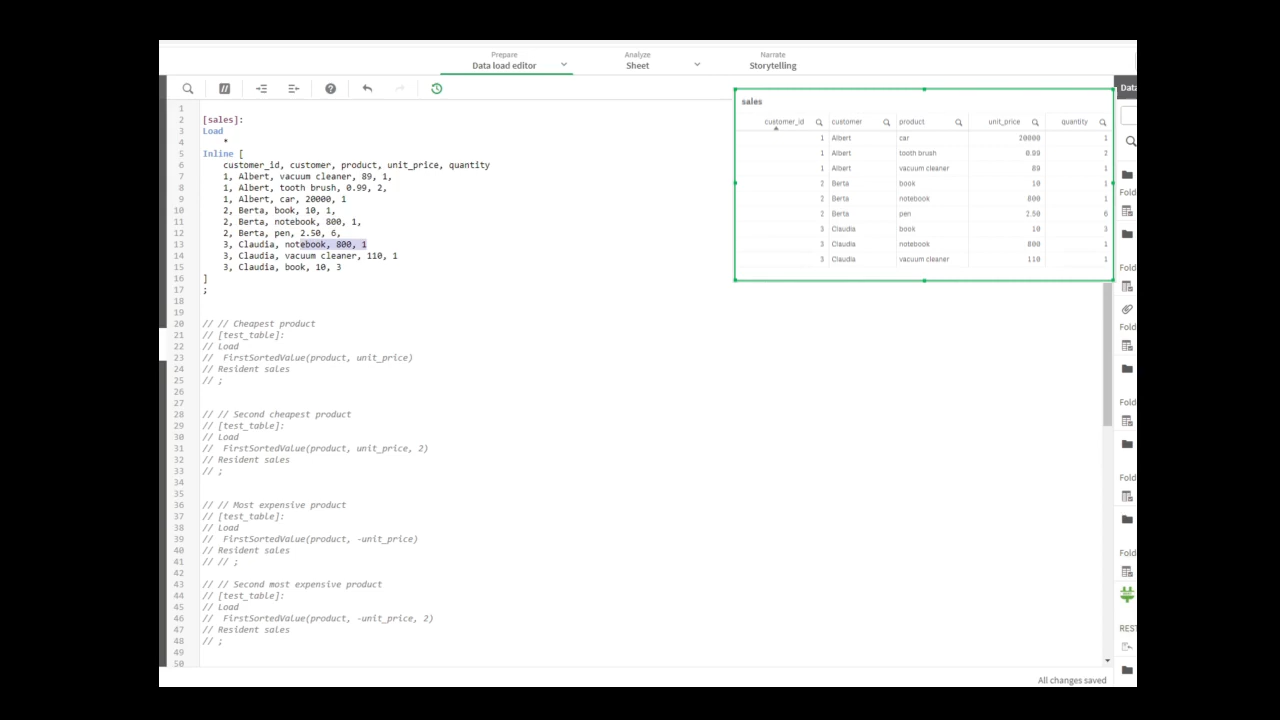 Prepare
Data load editor
Analyze
Sheet
Narrate
Storytelling
Data
1
2 [sales]:
3 Load
4 *
5 Inline [
6 customer_id, customer, product, unit_price, quantity
7 1, Albert, vacuum cleaner, 89, 1,
8 1, Albert, tooth brush, 0.99, 2,
9 1, Albert, car, 20000, 1
10 2, Berta, book, 10, 1,
11 2, Berta, notebook, 800, 1,
12 2, Berta, pen, 2.50, 6,
13 3, Claudia, notebook, 800, 1
14 3, Claudia, vacuum cleaner, 110, 1
15 3, Claudia, book, 10, 3
16 ]
17 ;
18
19
20 // // Cheapest product
21 // [test_table]:
22 // Load
23 // FirstSortedValue(product, unit_price)
24 // Resident sales
25 // ;
26
27
28 // // Second cheapest product
29 // [test_table]:
30 // Load
31 // FirstSortedValue(product, unit_price, 2)
32 // Resident sales
33 // ;
34
35
36 // // Most expensive product
37 // [test_table]:
38 // Load
39 // FirstSortedValue(product, -unit_price)
40 // Resident sales
41 // // ;
42
43 // // Second most expensive product
44 // [test_table]:
45 // Load
46 // FirstSortedValue(product, -unit_price, 2)
47 // Resident sales
48 // ;
49
50
sales
customer_id customer product unit_price quantity
1 Albert car 20000 1
1 Albert tooth brush 0.99 2
1 Albert vacuum cleaner 89 1
2 Berta book 10 1
2 Berta notebook 800 1
2 Berta pen 2.50 6
3 Claudia book 10 3
3 Claudia notebook 800 1
3 Claudia vacuum cleaner 110 1
Fold
Fold
Fold
Fold
Fold
Fold
REST
All changes saved